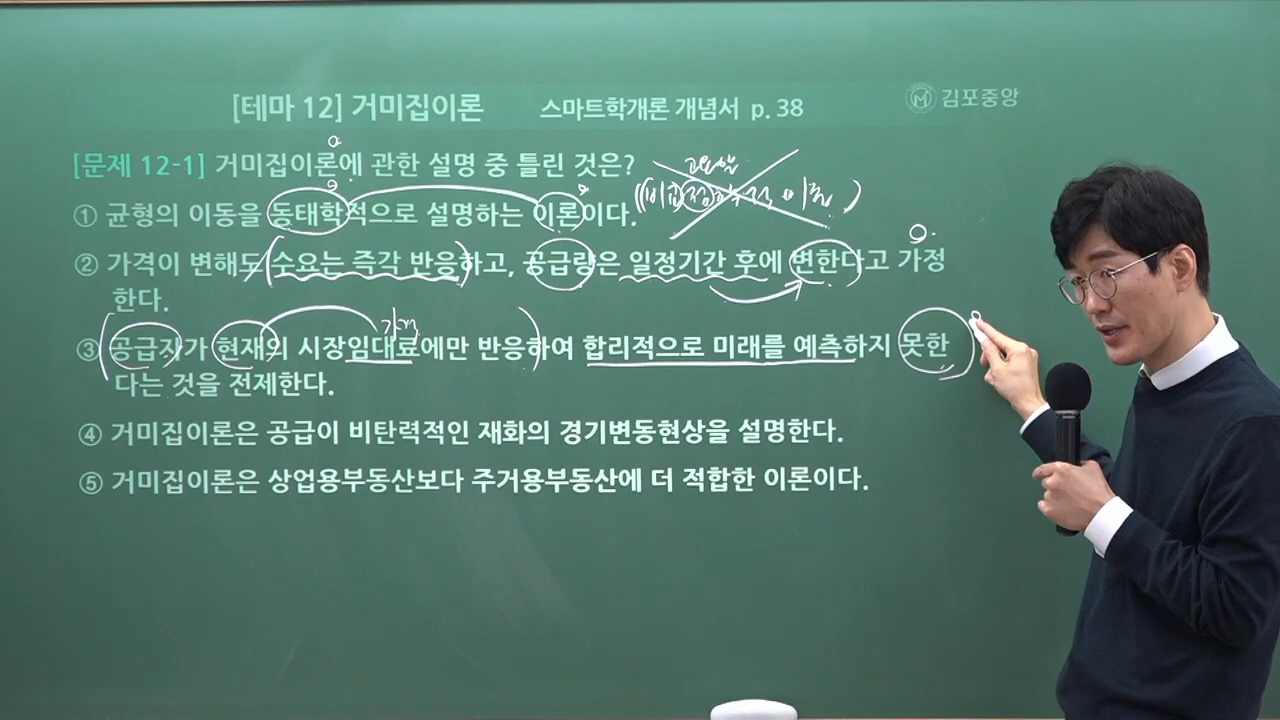 [테마 12] 거미집이론 스마트학개론 개념서 p. 38
김포중앙
[문제 12-1] 거미집이론에 관한 설명 중 틀린 것은?
① 균형의 이동을 동태학적으로 설명하는 이론이다.
② 가격이 변해도 수요는 즉각 반응하고, 공급량은 일정기간 후에 변한다고 가정
한다.
가격
③ 공급자가 현재의 시장임대료에만 반응하여 합리적으로 미래를 예측하지 못한
다는 것을 전제한다.
④ 거미집이론은 공급이 비탄력적인 재화의 경기변동현상을 설명한다.
⑤ 거미집이론은 상업용부동산보다 주거용부동산에 더 적합한 이론이다.